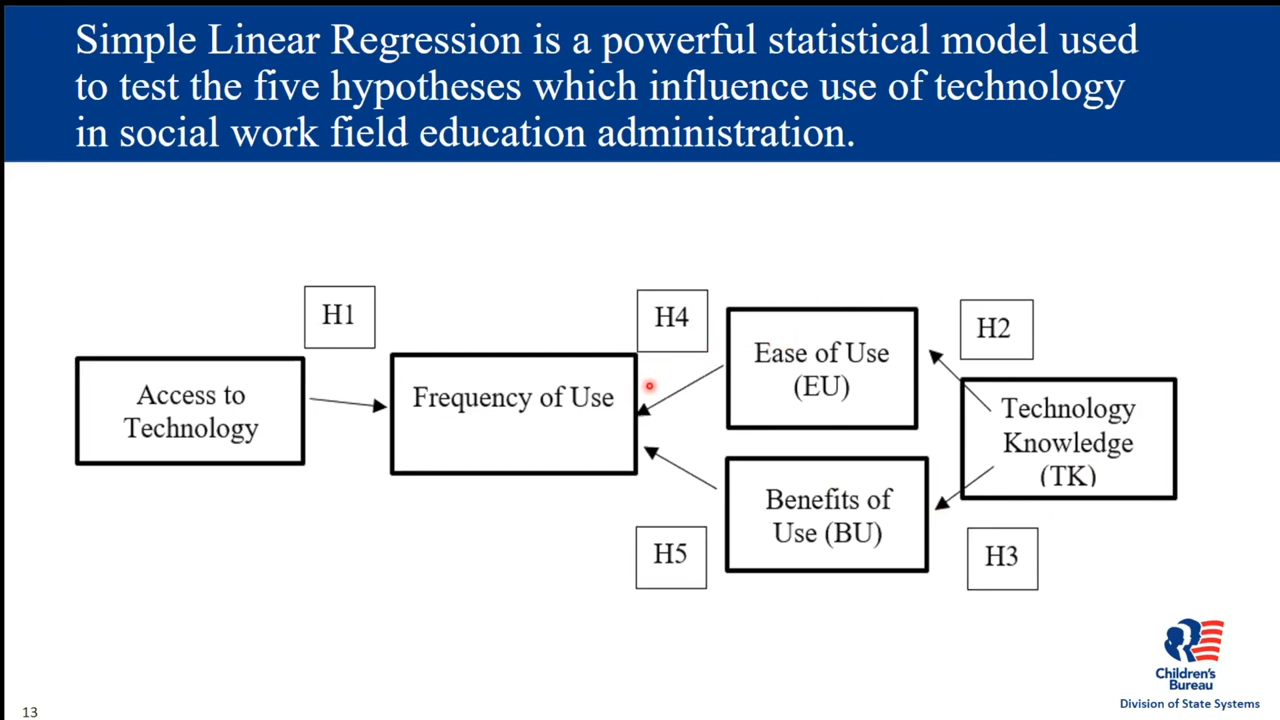 Simple Linear Regression is a powerful statistical model used
to test the five hypotheses which influence use of technology
in social work field education administration.
H1
H4
H2
Access to
Technology
Frequency of Use
Ease of Use
(EU)
Technology
Knowledge
(TK)
Benefits of
Use (BU)
H5
H3
Children's
Bureau
Division of State Systems
13